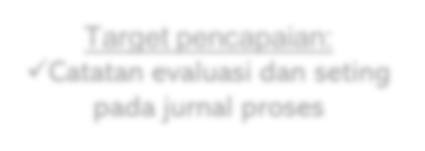 Target pencapaian:
✓Catatan evaluasi dan seting
pada jurnal proses